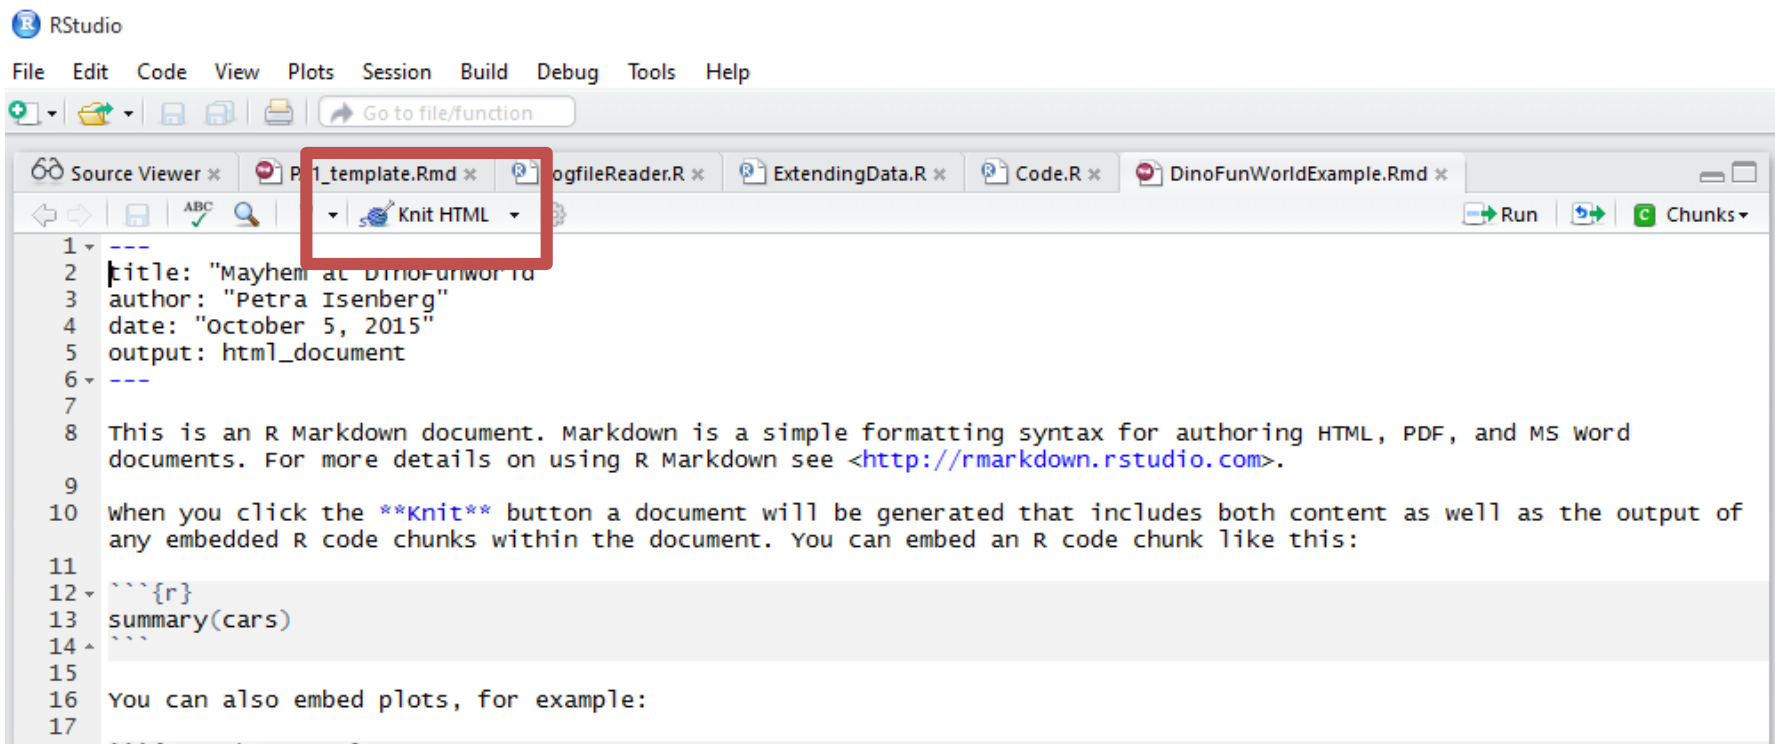 RStudio
File Edit Code View Plots Session Build Debug Tools Help
Go to file/function
Source Viewer × 1_template.Rmd × ogfileReader.R × ExtendingData.R × Code.R × DinoFunWorldExample.Rmd ×
ABC Knit HTML Run C Chunks
1 ---
2 title: "Mayhem at DinoFunWorld
3 author: "Petra Isenberg"
4 date: "October 5, 2015"
5 output: html_document
6 ---
7
8 This is an R Markdown document. Markdown is a simple formatting syntax for authoring HTML, PDF, and MS Word
documents. For more details on using R Markdown see <http://rmarkdown.rstudio.com>.
9
10 When you click the **Knit** button a document will be generated that includes both content as well as the output of
any embedded R code chunks within the document. You can embed an R code chunk like this:
11
12 ```{r}
13 summary(cars)
14 ```
15
16 You can also embed plots, for example:
17